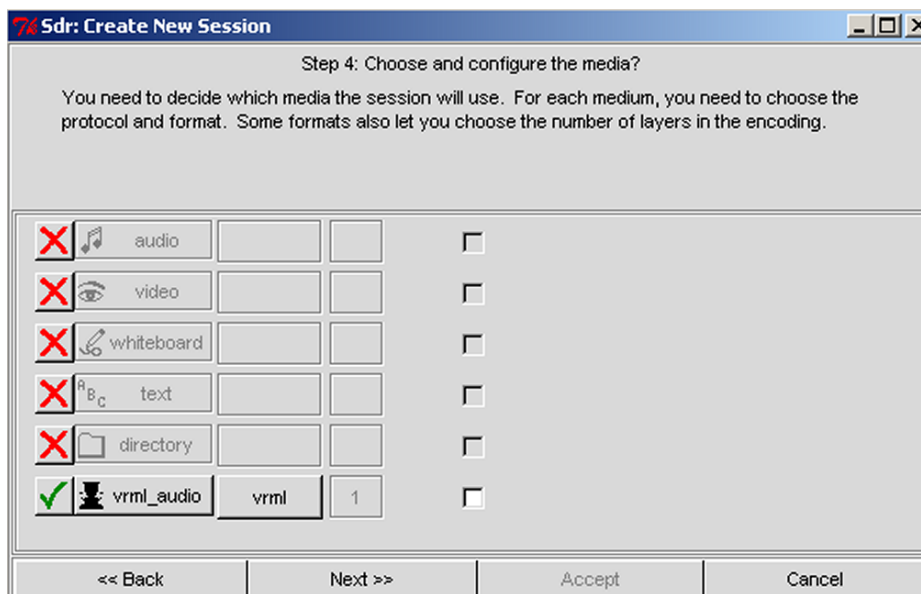 Sdr: Create New Session
Step 4: Choose and configure the media?
You need to decide which media the session will use. For each medium, you need to choose the
protocol and format. Some formats also let you choose the number of layers in the encoding.
audio
video
whiteboard
ABC text
directory
vrml_audio vrml 1
<< Back Next >> Accept Cancel